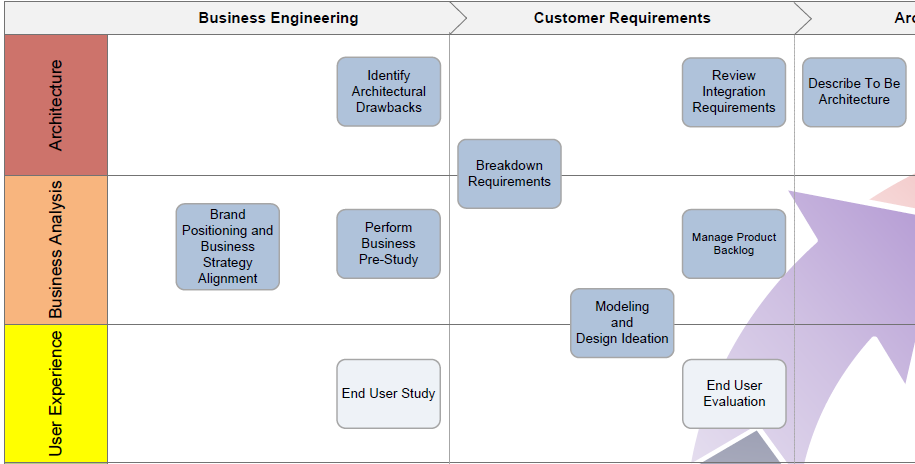 Business Engineering
Customer Requirements
Architecture
Identify
Architectural
Drawbacks
Review
Integration
Requirements
Describe To Be
Architecture
Breakdown
Requirements
Business Analysis
Brand
Positioning and
Business
Strategy
Alignment
Perform
Business
Pre-Study
Manage Product
Backlog
Modeling
and
Design Ideation
User Experience
End User Study
End User
Evaluation